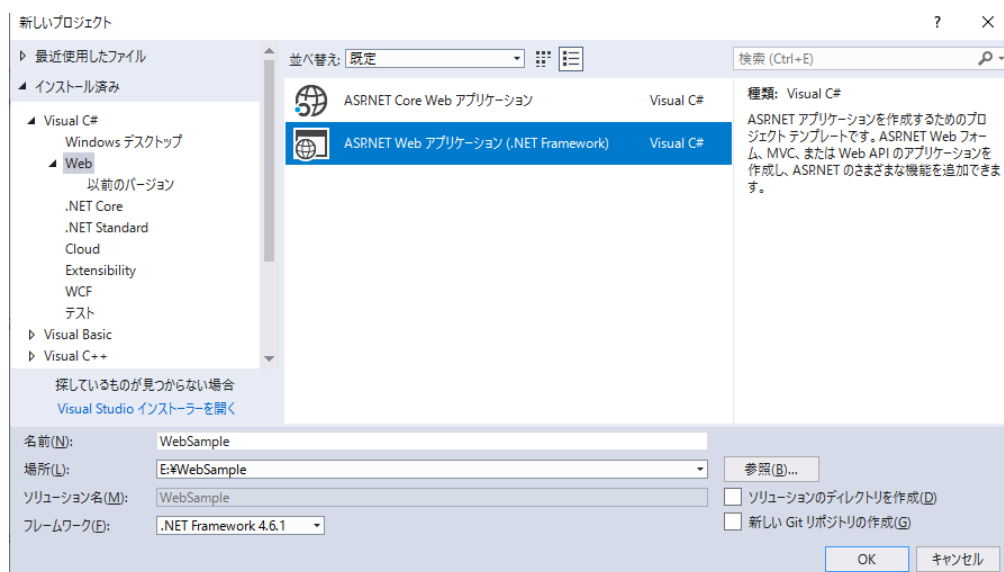 新しいプロジェクト
? ×
最近使用したファイル
インストール済み
Visual C#
Windows デスクトップ
Web
以前のバージョン
.NET Core
.NET Standard
Cloud
Extensibility
WCF
テスト
Visual Basic
Visual C++
探しているものが見つからない場合
Visual Studio インストーラーを開く
並べ替え: 既定
ASP.NET Core Web アプリケーション Visual C#
ASP.NET Web アプリケーション (.NET Framework) Visual C#
検索 (Ctrl+E)
種類: Visual C#
ASP.NET アプリケーションを作成するためのプロ
ジェクト テンプレートです。ASP.NET Web フォー
ム、MVC、または Web API のアプリケーションを
作成し、ASP.NET のさまざまな機能を追加できま
す。
名前(N): WebSample
場所(L): E:¥WebSample 参照(B)...
ソリューション名(M): WebSample ソリューションのディレクトリを作成(D)
フレームワーク(F): .NET Framework 4.6.1 新しい Git リポジトリの作成(G)
OK キャンセル